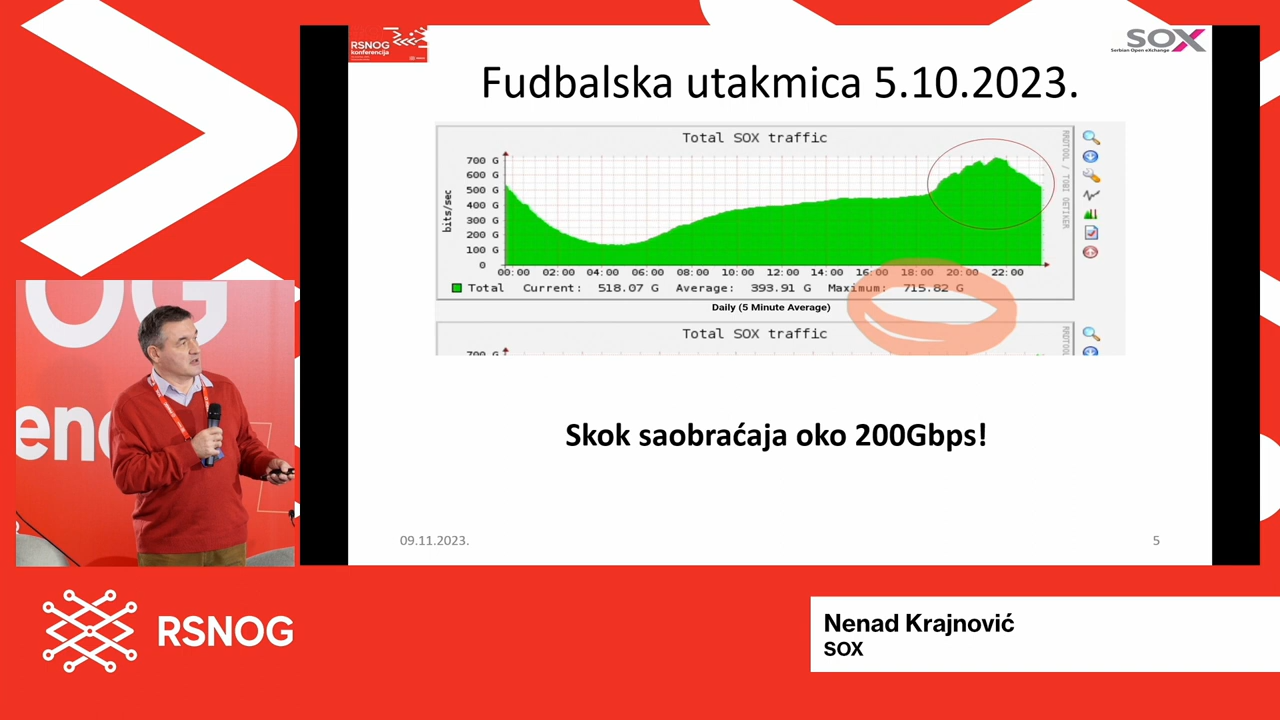 RSNOG
konferencija
SOX
Serbian Open eXchange
Fudbalska utakmica 5.10.2023.
Total SOX traffic
RRDTOOL / TOBI OETIKER
bits/sec
700 G
600 G
500 G
400 G
300 G
200 G
100 G
0
00:00 02:00 04:00 06:00 08:00 10:00 12:00 14:00 16:00 18:00 20:00 22:00
Total Current: 518.07 G Average: 393.91 G Maximum: 715.82 G
Daily (5 Minute Average)
Total SOX traffic
RRDTOOL
700 G
Skok saobraćaja oko 200Gbps!
09.11.2023.
5
OG
en
RSNOG
Nenad Krajnović
SOX